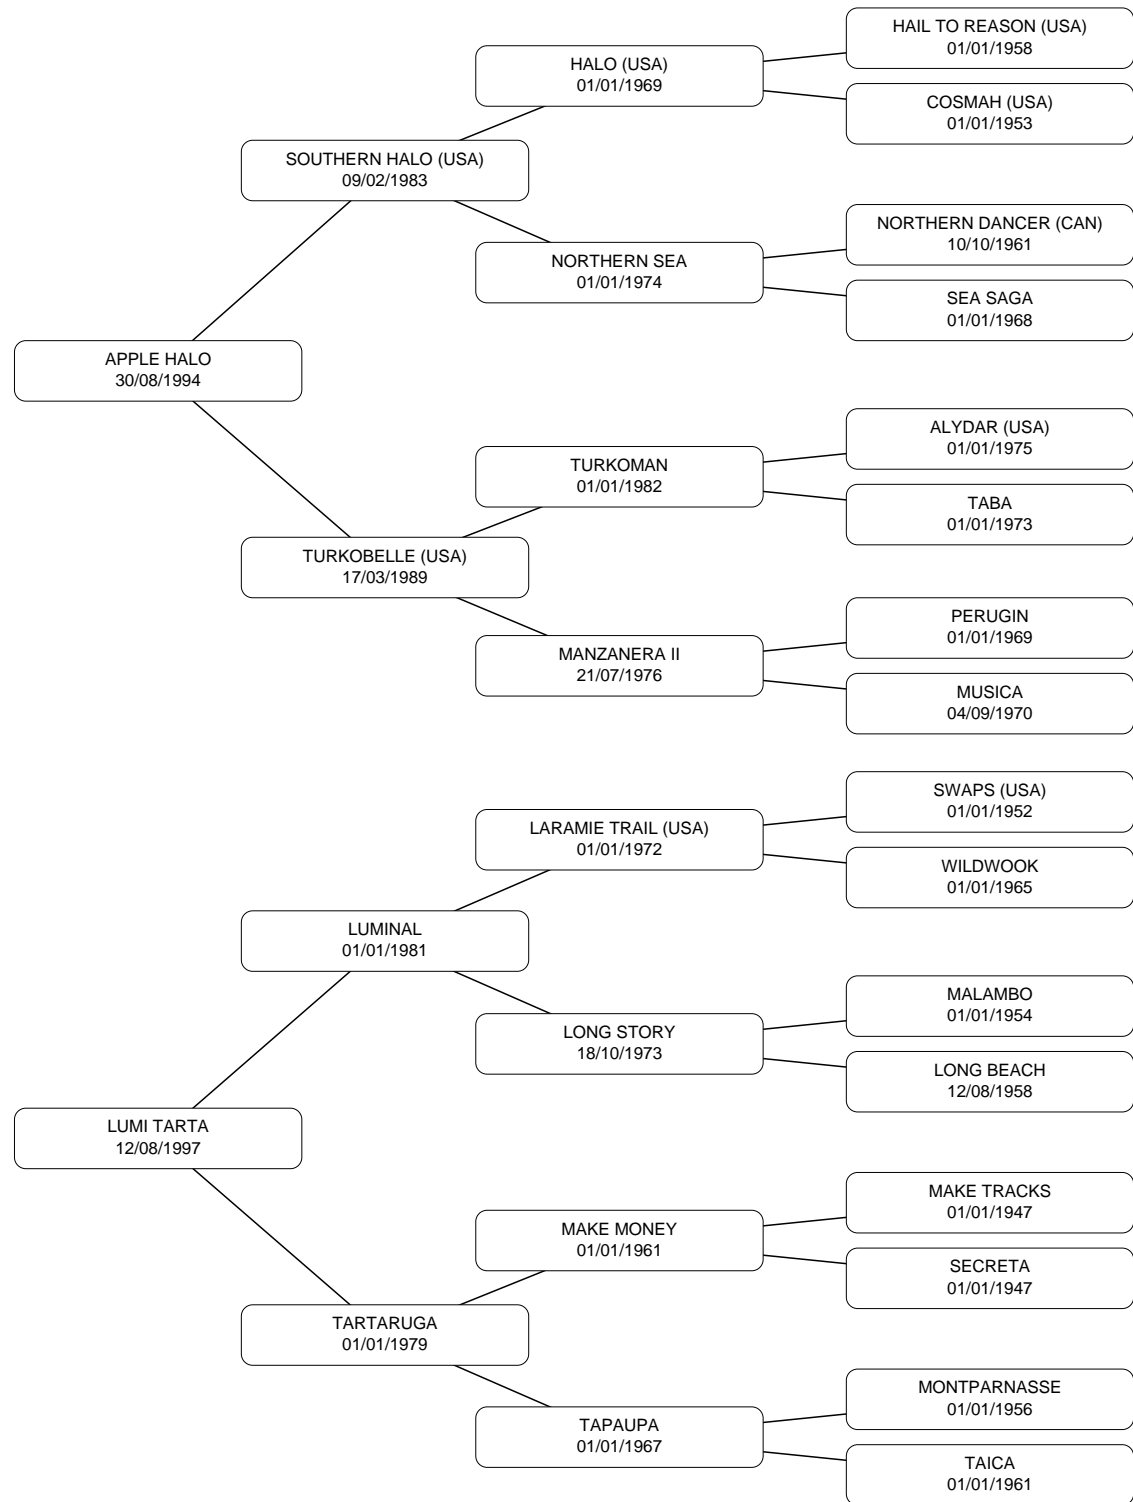 HAIL TO REASON (USA)
01/01/1958
HALO (USA)
01/01/1969
COSMAH (USA)
01/01/1953
SOUTHERN HALO (USA)
09/02/1983
NORTHERN DANCER (CAN)
10/10/1961
NORTHERN SEA
01/01/1974
SEA SAGA
01/01/1968
APPLE HALO
30/08/1994
ALYDAR (USA)
01/01/1975
TURKOMAN
01/01/1982
TABA
01/01/1973
TURKOBELLE (USA)
17/03/1989
PERUGIN
01/01/1969
MANZANERA II
21/07/1976
MUSICA
04/09/1970
SWAPS (USA)
01/01/1952
LARAMIE TRAIL (USA)
01/01/1972
WILDWOOK
01/01/1965
LUMINAL
01/01/1981
MALAMBO
01/01/1954
LONG STORY
18/10/1973
LONG BEACH
12/08/1958
LUMI TARTA
12/08/1997
MAKE TRACKS
01/01/1947
MAKE MONEY
01/01/1961
SECRETA
01/01/1947
TARTARUGA
01/01/1979
MONTPARNASSE
01/01/1956
TAPAUPA
01/01/1967
TAICA
01/01/1961